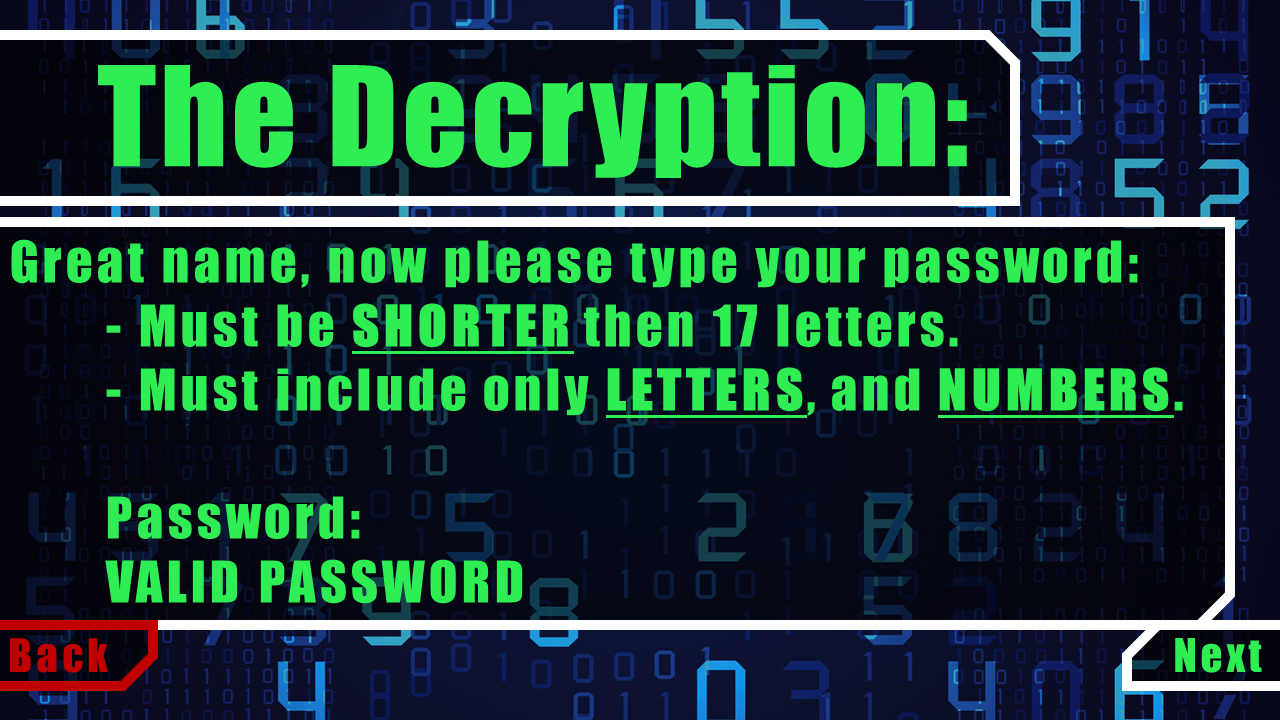 The Decryption:
Great name, now please type your password:
- Must be SHORTER then 17 letters.
- Must include only LETTERS, and NUMBERS.
Password:
VALID PASSWORD
Back
Next